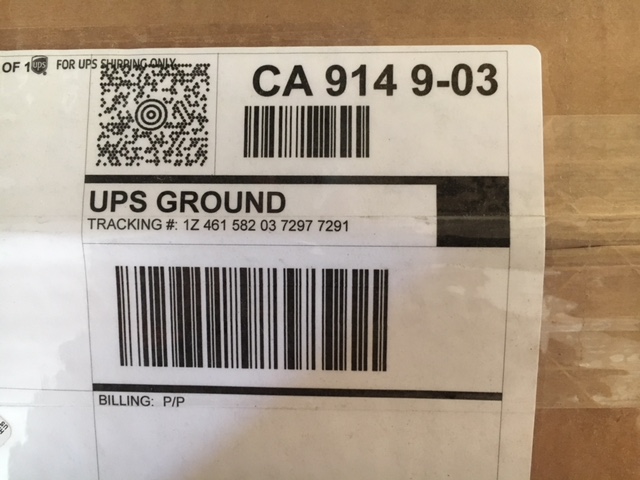 OF 1 ups FOR UPS SHIPPING ONLY
CA 914 9-03
UPS GROUND
TRACKING #: 1Z 461 582 03 7297 7291
BILLING: P/P